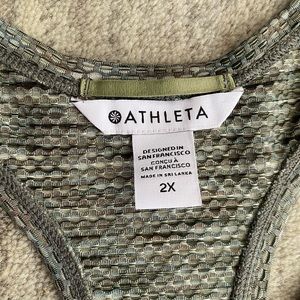 ATHLETA
DESIGNED IN
SAN FRANCISCO
CONÇU À
SAN FRANCISCO
MADE IN SRI LANKA
2X